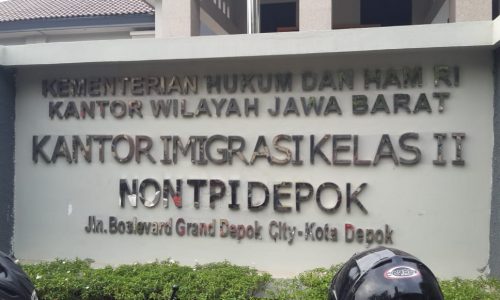 KEMENTERIAN HUKUM DAN HAM RI
KANTOR WILAYAH JAWA BARAT
KANTOR IMIGRASI KELAS II
NON TPI DEPOK
Jln. Boulevard Grand Depok City-Kota Depok